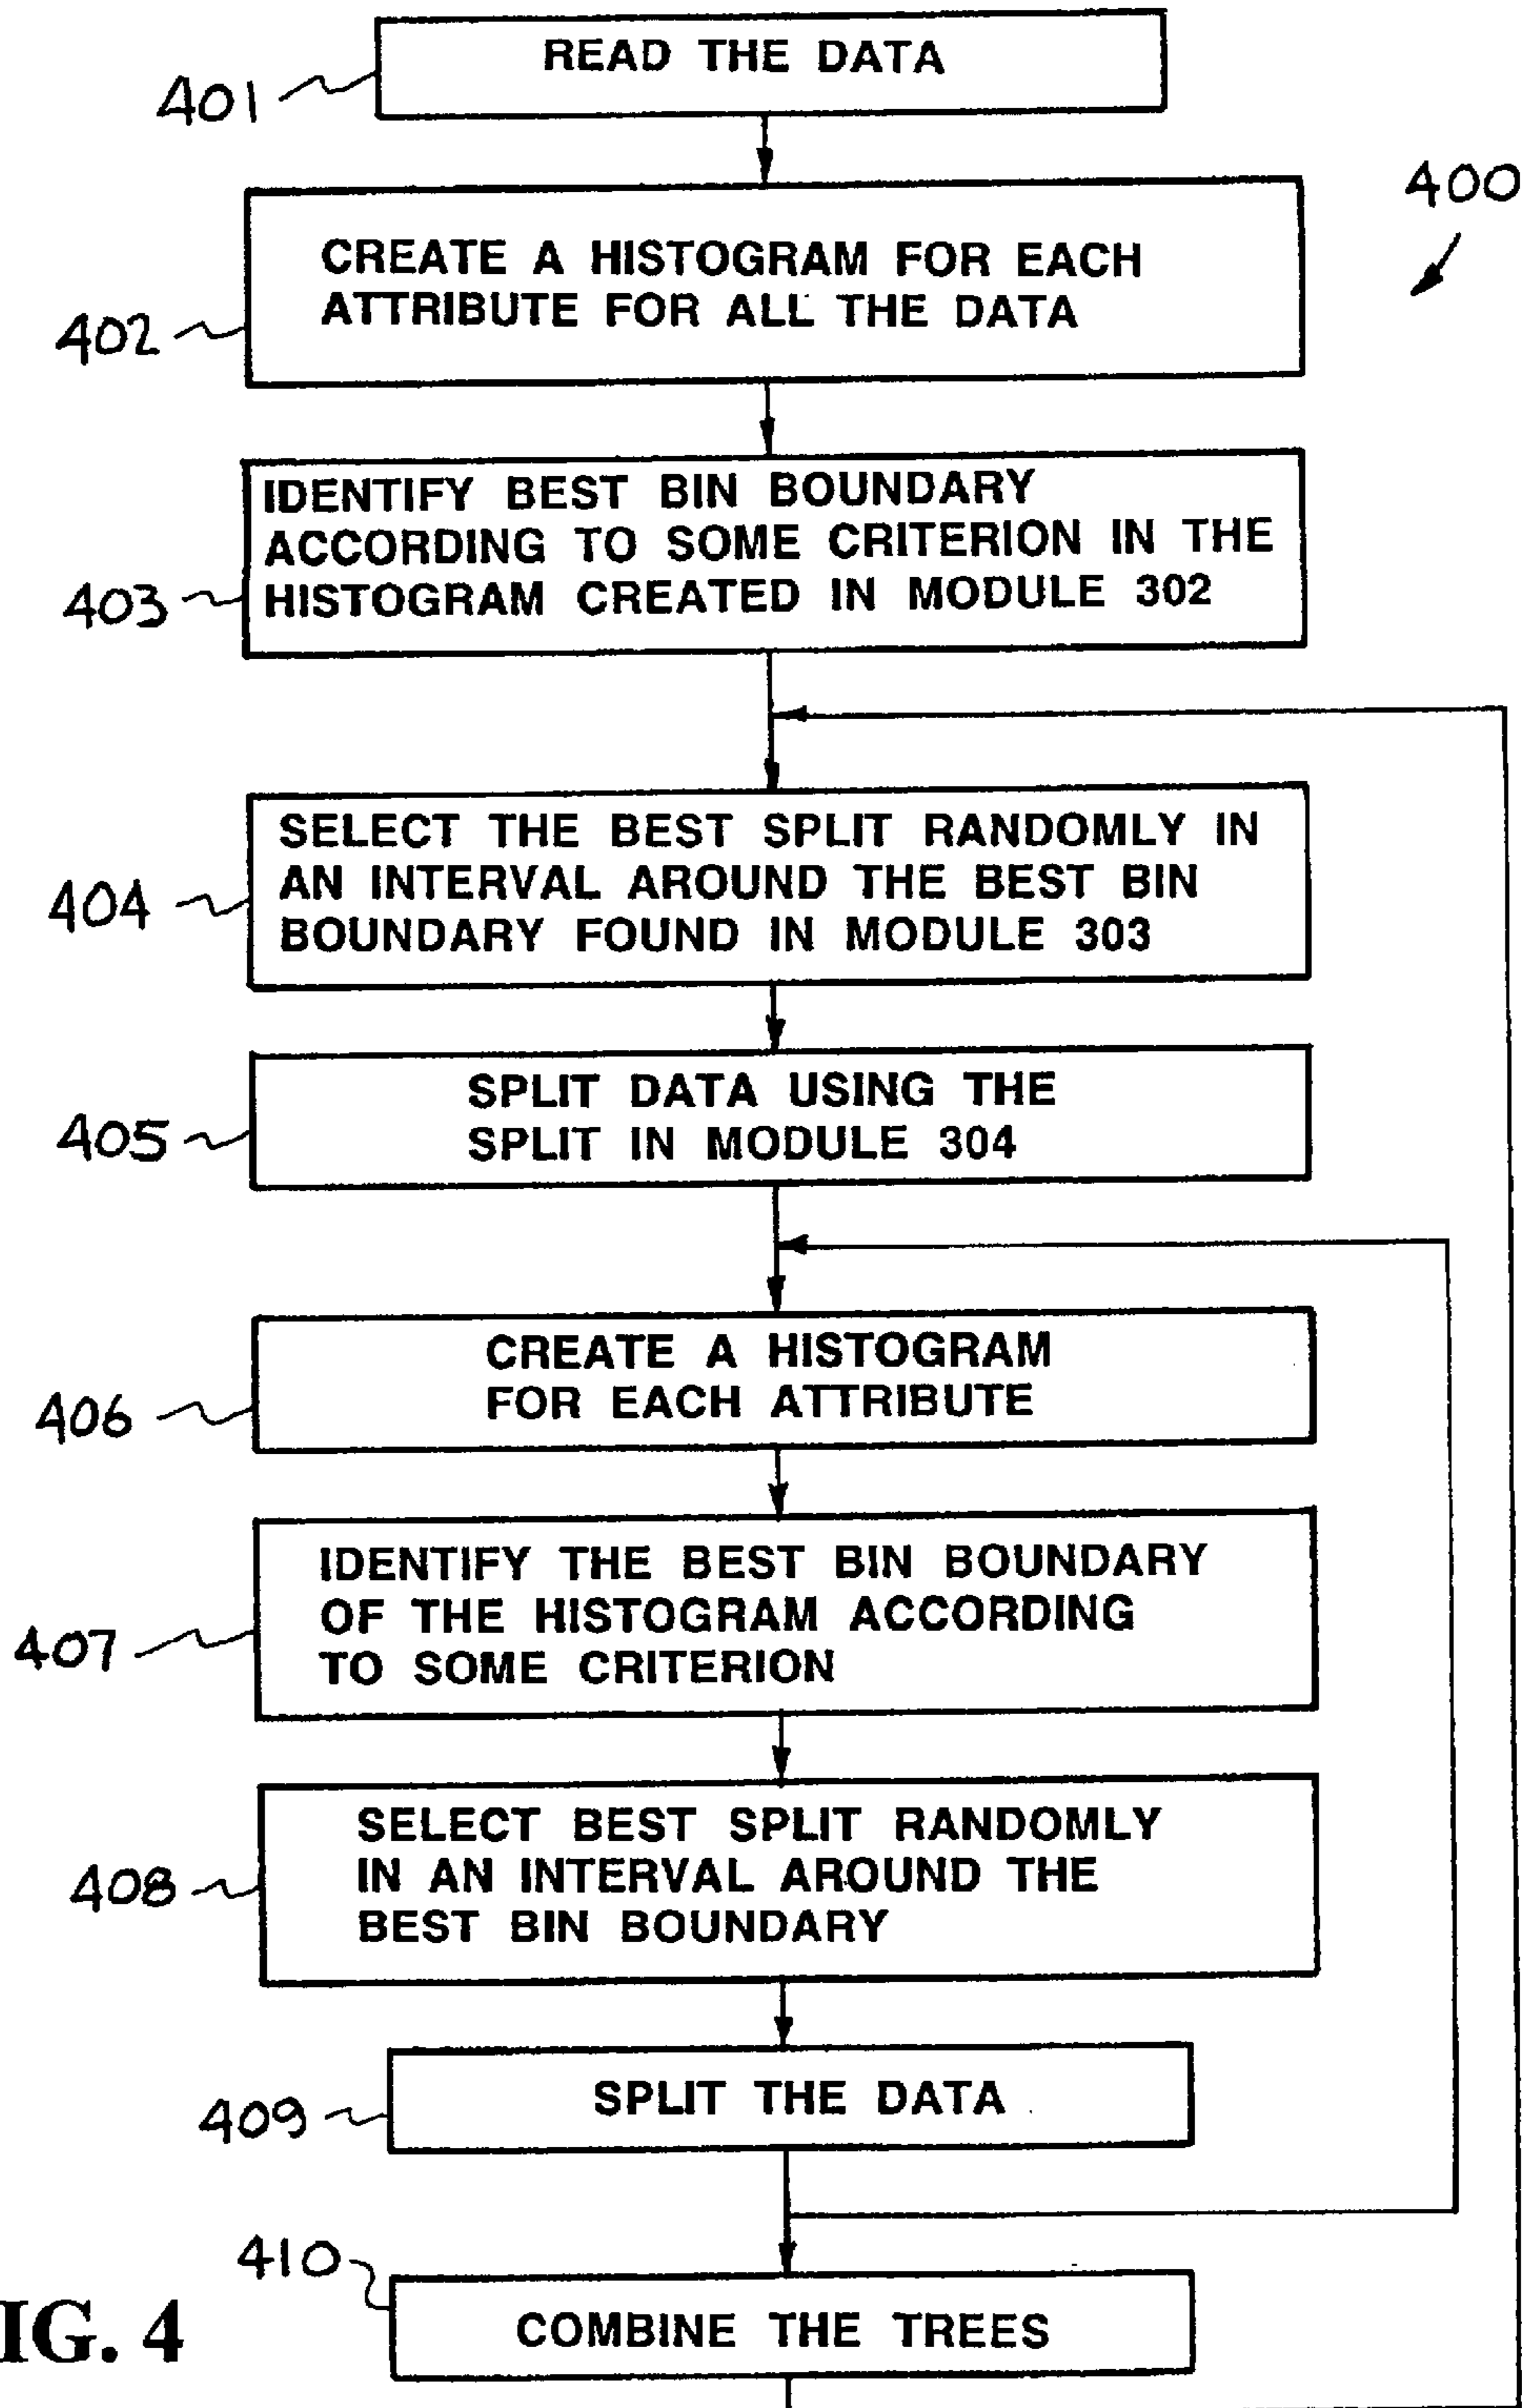 READ THE DATA
401
400
CREATE A HISTOGRAM FOR EACH
ATTRIBUTE FOR ALL THE DATA
402
IDENTIFY BEST BIN BOUNDARY
ACCORDING TO SOME CRITERION IN THE
HISTOGRAM CREATED IN MODULE 302
403
SELECT THE BEST SPLIT RANDOMLY IN
AN INTERVAL AROUND THE BEST BIN
BOUNDARY FOUND IN MODULE 303
404
SPLIT DATA USING THE
SPLIT IN MODULE 304
405
CREATE A HISTOGRAM
FOR EACH ATTRIBUTE
406
IDENTIFY THE BEST BIN BOUNDARY
OF THE HISTOGRAM ACCORDING
TO SOME CRITERION
407
SELECT BEST SPLIT RANDOMLY
IN AN INTERVAL AROUND THE
BEST BIN BOUNDARY
408
SPLIT THE DATA
409
410
COMBINE THE TREES
IG. 4